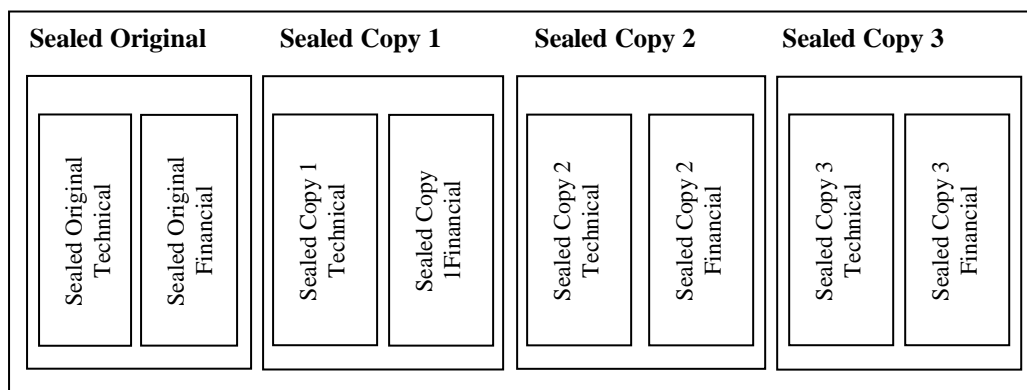 Sealed Original
Sealed Copy 1
Sealed Copy 2
Sealed Copy 3
Sealed Original
Technical
Sealed Original
Financial
Sealed Copy 1
Technical
Sealed Copy
1Financial
Sealed Copy 2
Technical
Sealed Copy 2
Financial
Sealed Copy 3
Technical
Sealed Copy 3
Financial